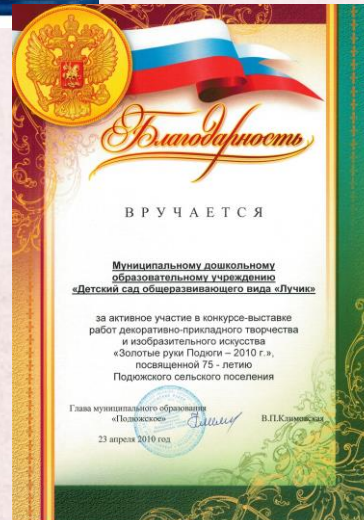 Благодарность
ВРУЧАЕТСЯ
Муниципальному дошкольному
образовательному учреждению
«Детский сад общеразвивающего вида «Лучик»
за активное участие в конкурсе-выставке
работ декоративно-прикладного творчества
и изобразительного искусства
«Золотые руки Подюги – 2010 г.»,
посвященной 75 - летию
Подюжского сельского поселения
Глава муниципального образования
«Подюжское» В.П.Климовская
23 апреля 2010 год